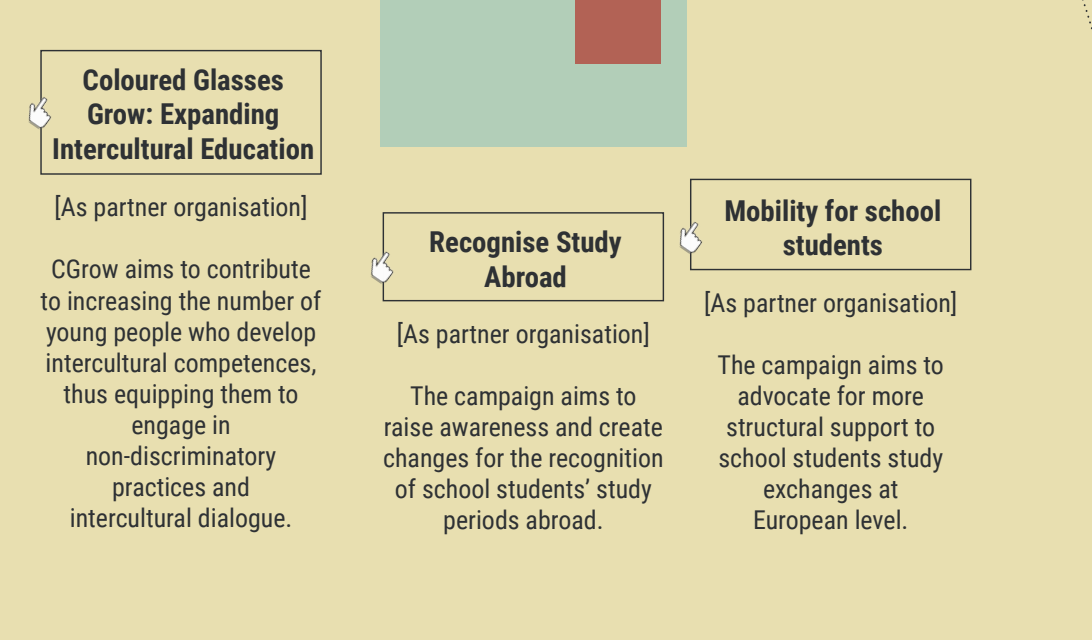 Coloured Glasses
Grow: Expanding
Intercultural Education
[As partner organisation]
CGrow aims to contribute
to increasing the number of
young people who develop
intercultural competences,
thus equipping them to
engage in
non-discriminatory
practices and
intercultural dialogue.
Recognise Study
Abroad
[As partner organisation]
The campaign aims to
raise awareness and create
changes for the recognition
of school students’ study
periods abroad.
Mobility for school
students
[As partner organisation]
The campaign aims to
advocate for more
structural support to
school students study
exchanges at
European level.